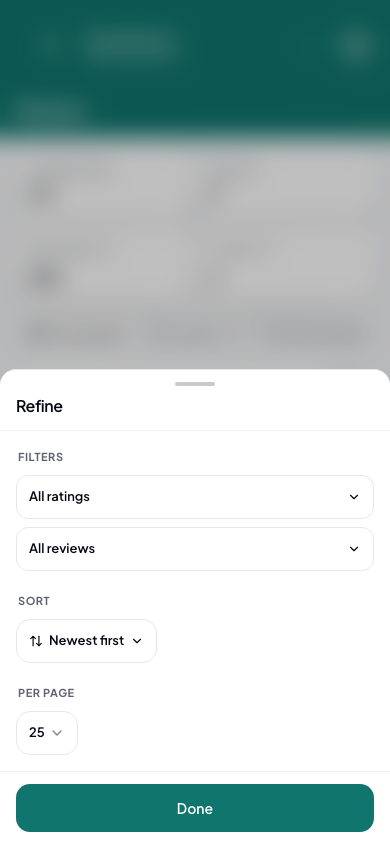 Refine
FILTERS
All ratings
All reviews
SORT
Newest first
PER PAGE
25
Done